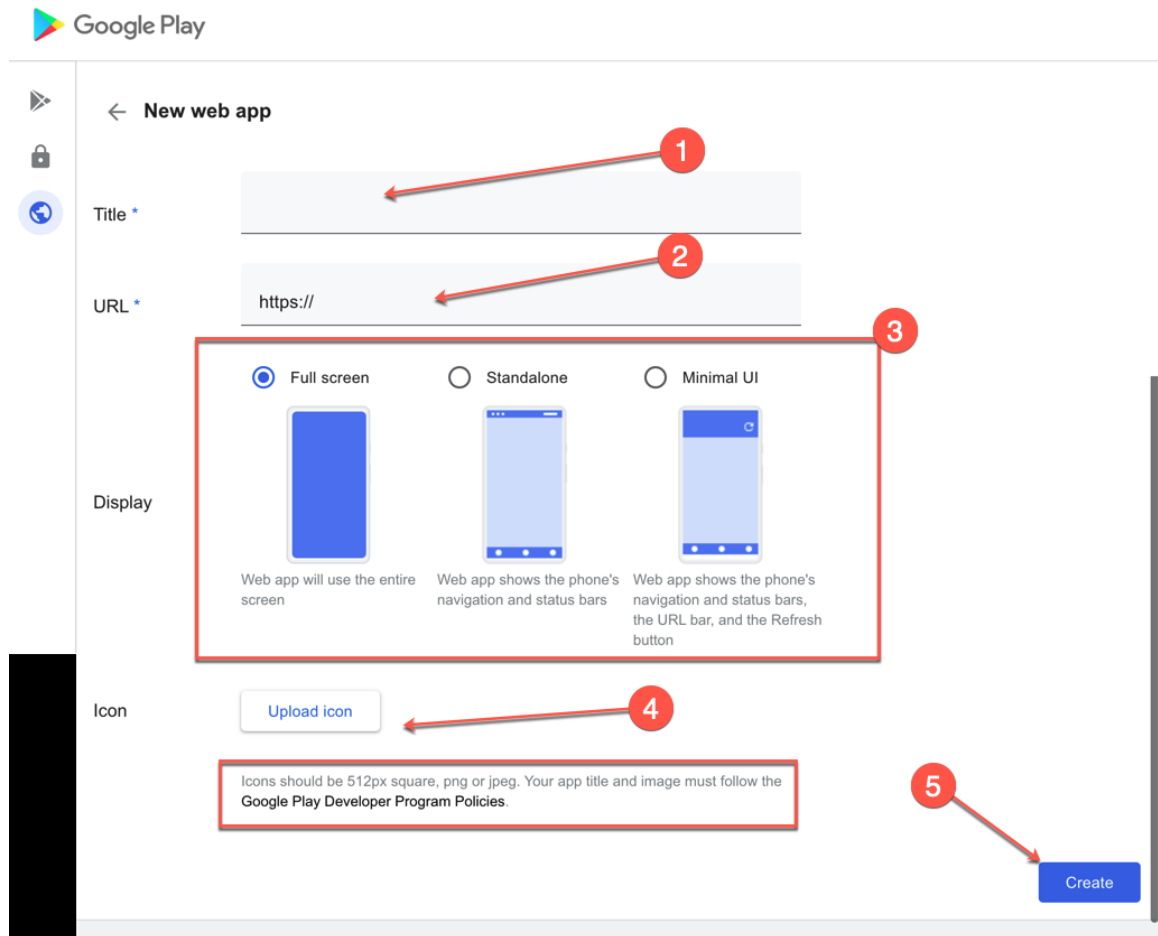 Google Play
New web app
1
Title *
2
URL *
https://
3
Full screen
Standalone
Minimal UI
Display
Web app will use the entire
screen
Web app shows the phone's
navigation and status bars
Web app shows the phone's
navigation and status bars,
the URL bar, and the Refresh
button
Icon
Upload icon
4
Icons should be 512px square, png or jpeg. Your app title and image must follow the
Google Play Developer Program Policies.
5
Create